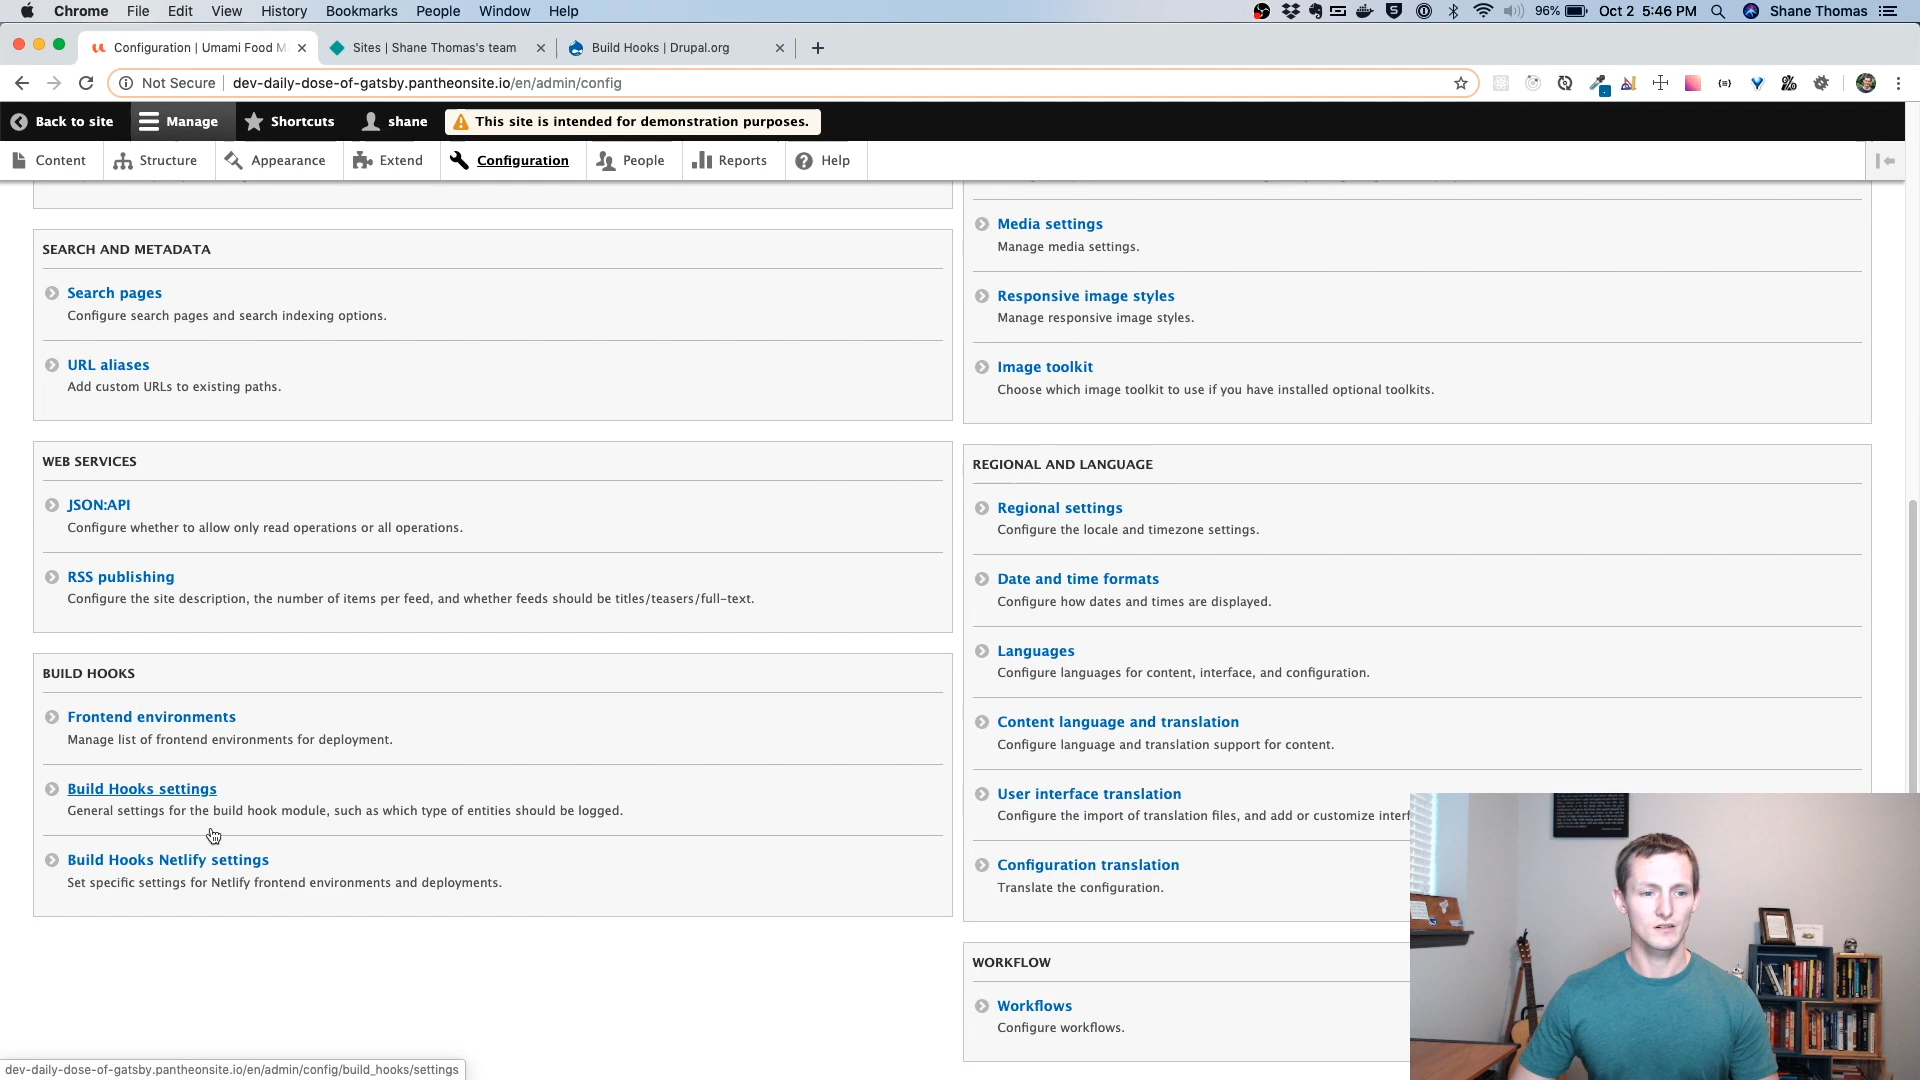 Chrome File Edit View History Bookmarks People Window Help
96% Oct 2 5:46 PM Shane Thomas
Configuration | Umami Food M
Sites | Shane Thomas's team
Build Hooks | Drupal.org
Not Secure
dev-daily-dose-of-gatsby.pantheonsite.io/en/admin/config
Back to site
Manage
Shortcuts
shane
This site is intended for demonstration purposes.
Content
Structure
Appearance
Extend
Configuration
People
Reports
Help
SEARCH AND METADATA
Search pages
Configure search pages and search indexing options.
URL aliases
Add custom URLs to existing paths.
WEB SERVICES
JSON:API
Configure whether to allow only read operations or all operations.
RSS publishing
Configure the site description, the number of items per feed, and whether feeds should be titles/teasers/full-text.
BUILD HOOKS
Frontend environments
Manage list of frontend environments for deployment.
Build Hooks settings
General settings for the build hook module, such as which type of entities should be logged.
Build Hooks Netlify settings
Set specific settings for Netlify frontend environments and deployments.
Media settings
Manage media settings.
Responsive image styles
Manage responsive image styles.
Image toolkit
Choose which image toolkit to use if you have installed optional toolkits.
REGIONAL AND LANGUAGE
Regional settings
Configure the locale and timezone settings.
Date and time formats
Configure how dates and times are displayed.
Languages
Configure languages for content, interface, and configuration.
Content language and translation
Configure language and translation support for content.
User interface translation
Configure the import of translation files, and add or customize interf
Configuration translation
Translate the configuration.
WORKFLOW
Workflows
Configure workflows.
dev-daily-dose-of-gatsby.pantheonsite.io/en/admin/config/build_hooks/settings